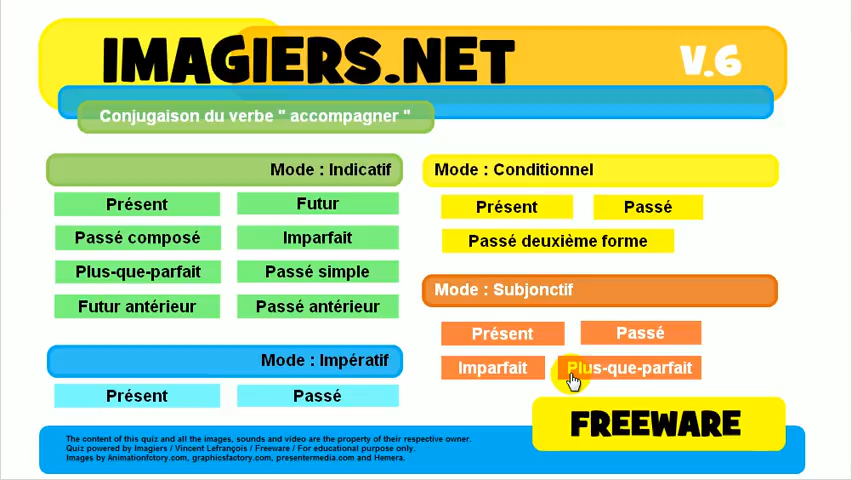 IMAGIERS.NET
V.6
Conjugaison du verbe " accompagner "
Mode : Indicatif
Présent
Futur
Passé composé
Imparfait
Plus-que-parfait
Passé simple
Futur antérieur
Passé antérieur
Mode : Impératif
Présent
Passé
Mode : Conditionnel
Présent
Passé
Passé deuxième forme
Mode : Subjonctif
Présent
Passé
Imparfait
Plus-que-parfait
FREEWARE
The content of this quiz and all the images, sounds and video are the property of their respective owner.
Quiz powered by Imagiers / Vincent Lefrançois / Freeware / For educational purpose only.
Images by Animationfctory.com, graphicsfactory.com, presentermedia.com and Hemera.